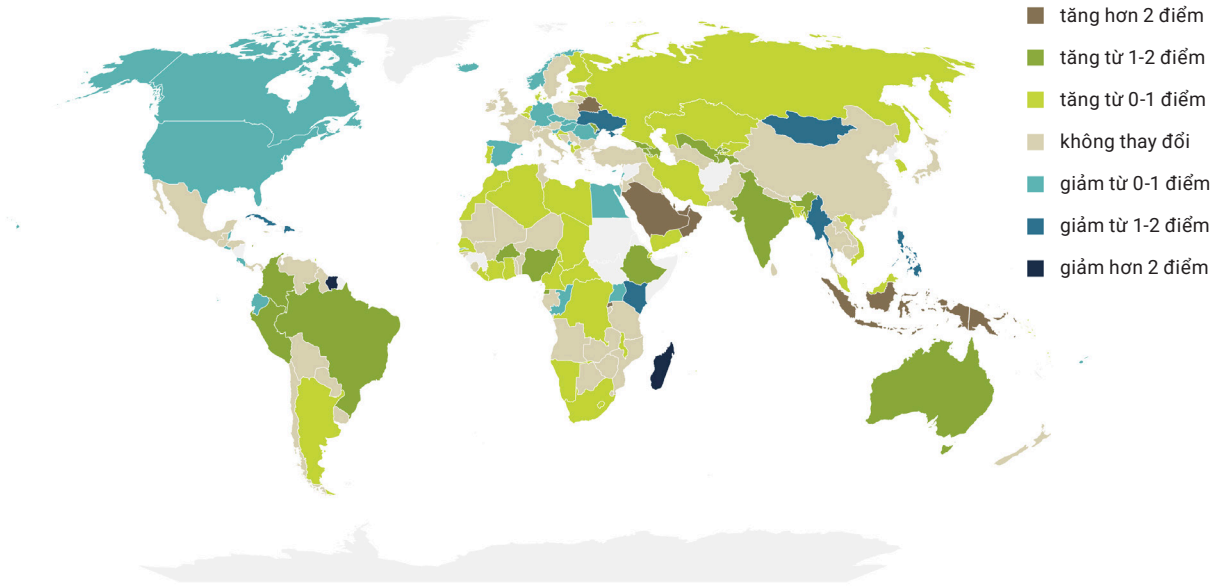 tăng hơn 2 điểm
tăng từ 1-2 điểm
tăng từ 0-1 điểm
không thay đổi
giảm từ 0-1 điểm
giảm từ 1-2 điểm
giảm hơn 2 điểm